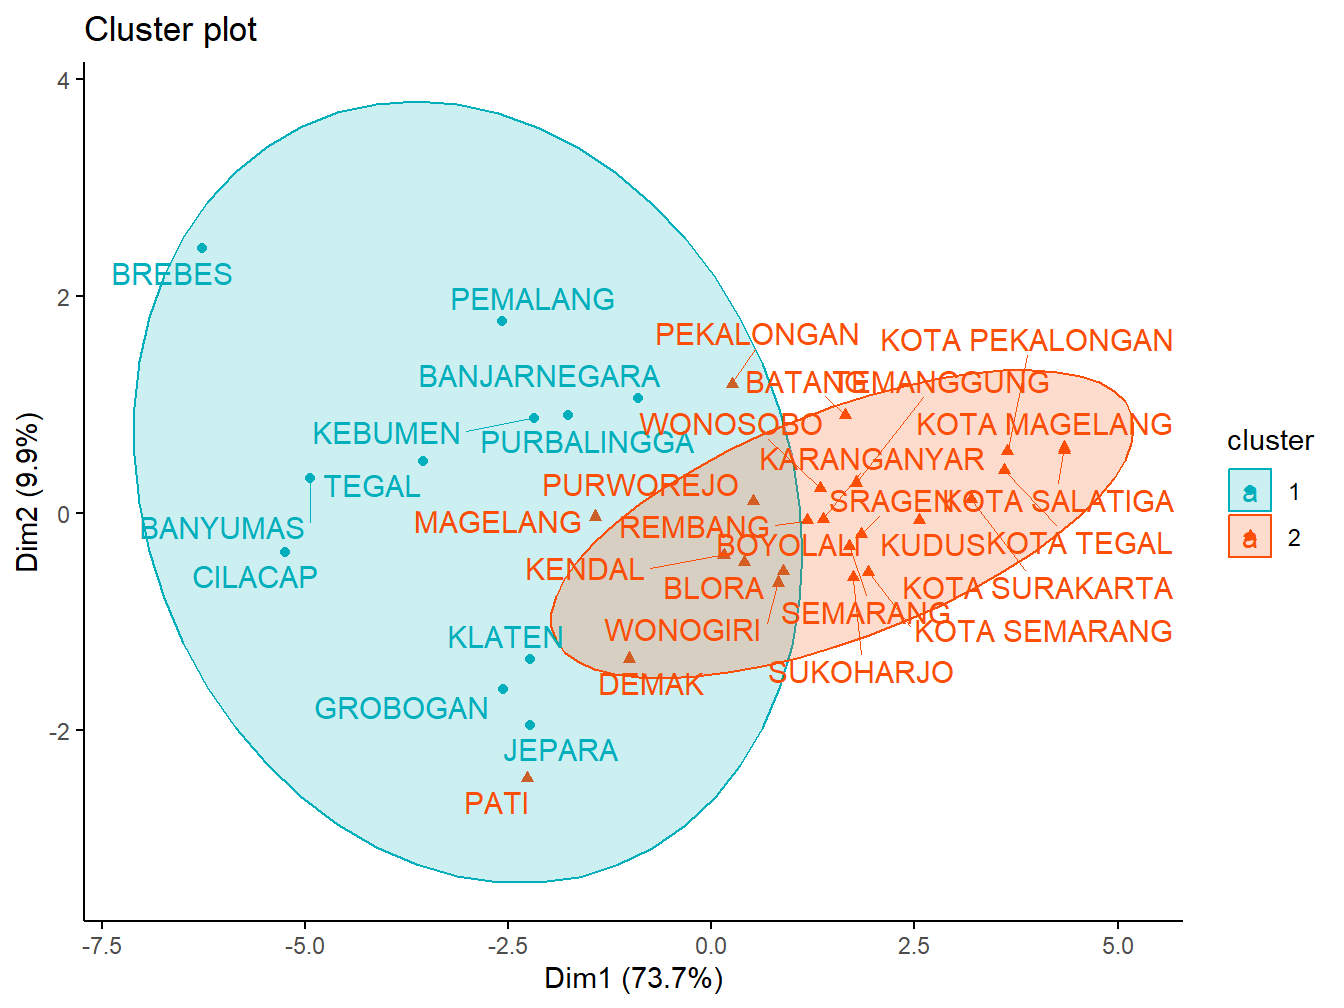 Cluster plot
4
2
0
-2
Dim2 (9.9%)
BREBES
PEMALANG
PEKALONGAN
KOTA PEKALONGAN
BANJARNEGARA
BATANG
TEMANGGUNG
KEBUMEN
PURBALINGGA
WONOSOBO
KOTA MAGELANG
KARANGANYAR
TEGAL
PURWOREJO
SRAGEN
KOTA SALATIGA
BANYUMAS
MAGELANG
REMBANG
BOYOLALI
KUDUS
KOTA TEGAL
CILACAP
KENDAL
BLORA
KOTA SURAKARTA
SEMARANG
KLATEN
WONOGIRI
KOTA SEMARANG
DEMAK
SUKOHARJO
GROBOGAN
JEPARA
PATI
-7.5
-5.0
-2.5
0.0
2.5
5.0
Dim1 (73.7%)
cluster
a 1
a 2